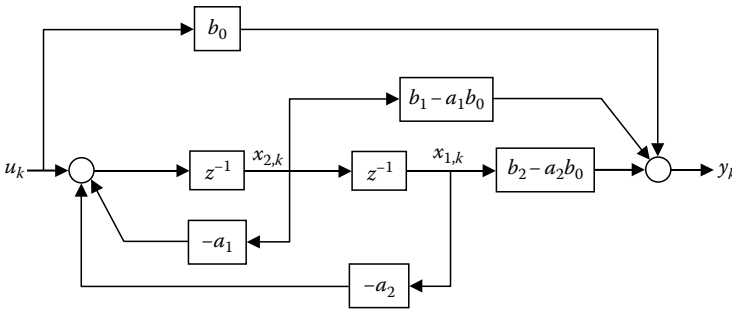 b₀
b₁ – a₁b₀
uₖ
z⁻¹
x₂,ₖ
z⁻¹
x₁,ₖ
b₂ – a₂b₀
yₖ
–a₁
–a₂